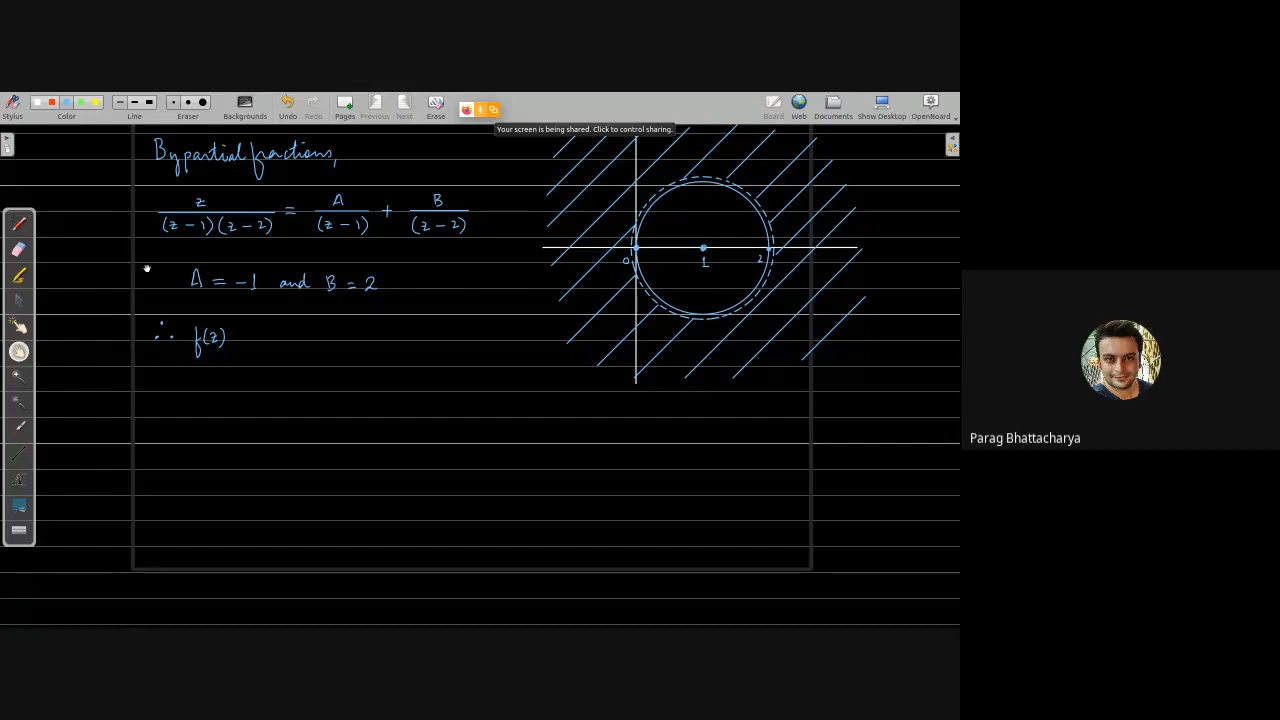 Stylus Color Line Eraser Backgrounds Undo Redo Pages Previous Next Erase Board Web Documents Show Desktop OpenBoard
Your screen is being shared. Click to control sharing.
By partial fractions,
z/((z-1)(z-2)) = A/(z-1) + B/(z-2)
A = -1 and B = 2
∴ f(z)
0 1 2
Parag Bhattacharya